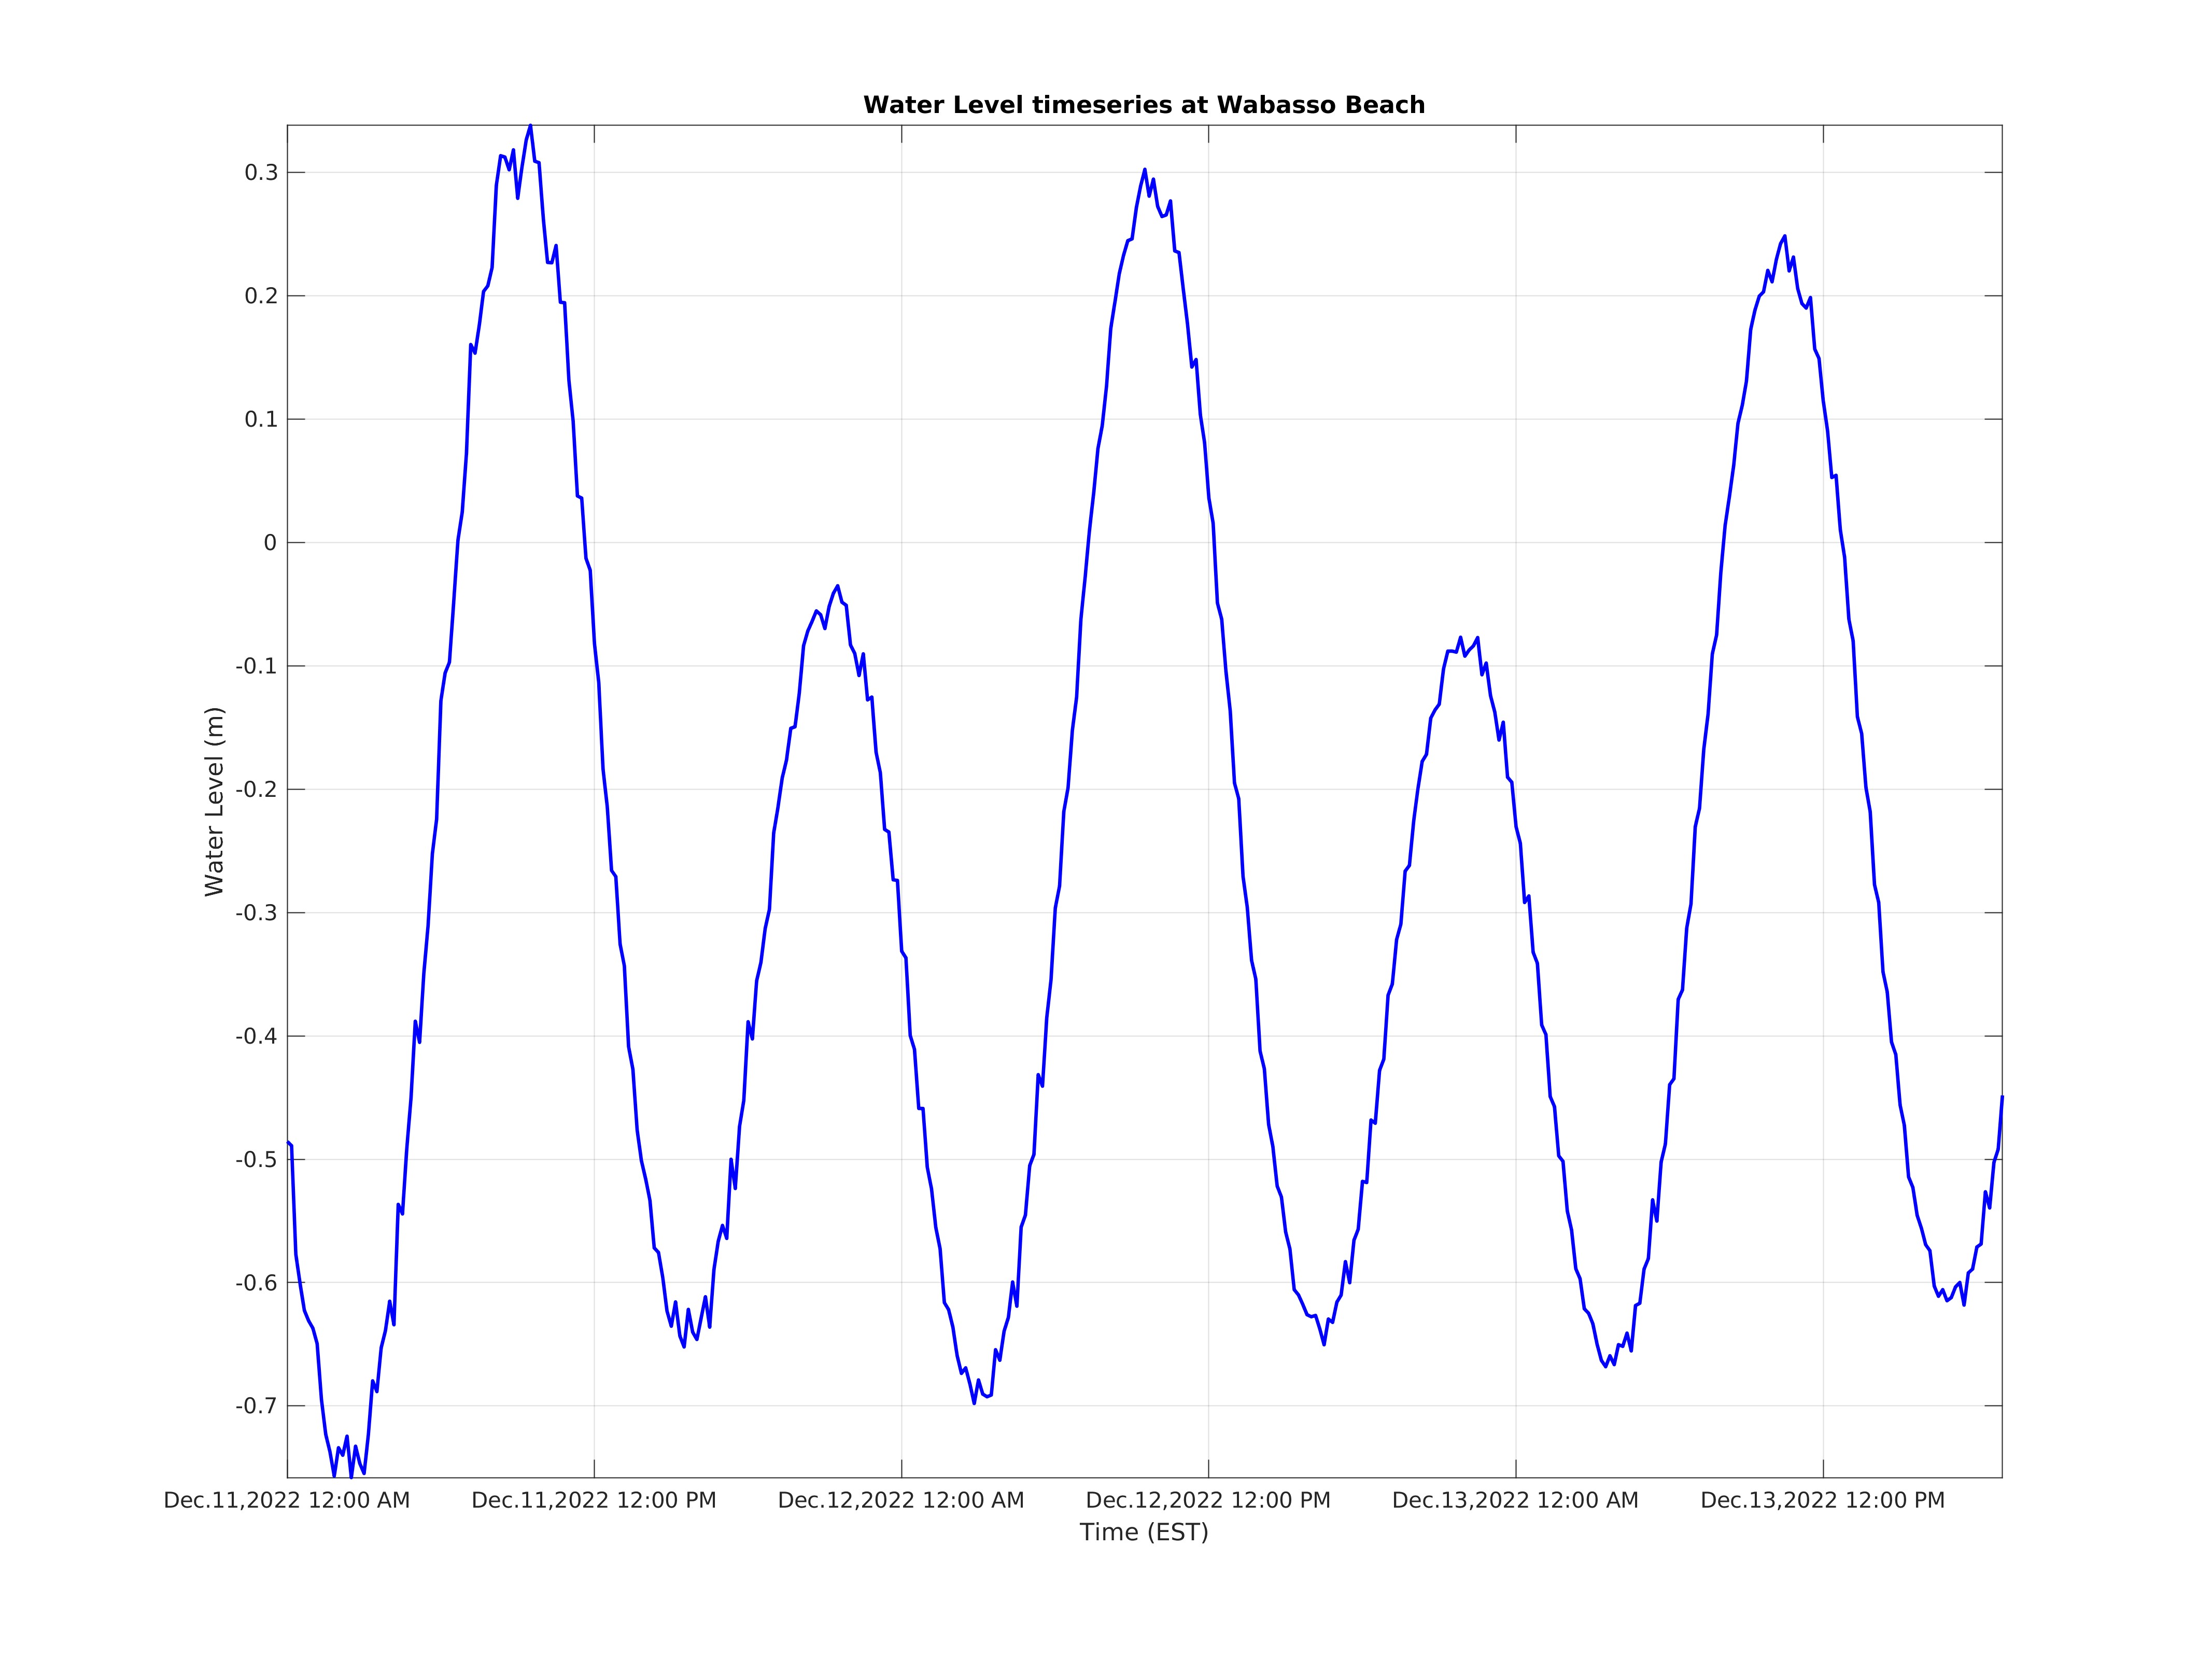 Water Level timeseries at Wabasso Beach
0.3
0.2
0.1
0
-0.1
-0.2
-0.3
-0.4
-0.5
-0.6
-0.7
Water Level (m)
Dec.11,2022 12:00 AM
Dec.11,2022 12:00 PM
Dec.12,2022 12:00 AM
Dec.12,2022 12:00 PM
Dec.13,2022 12:00 AM
Dec.13,2022 12:00 PM
Time (EST)